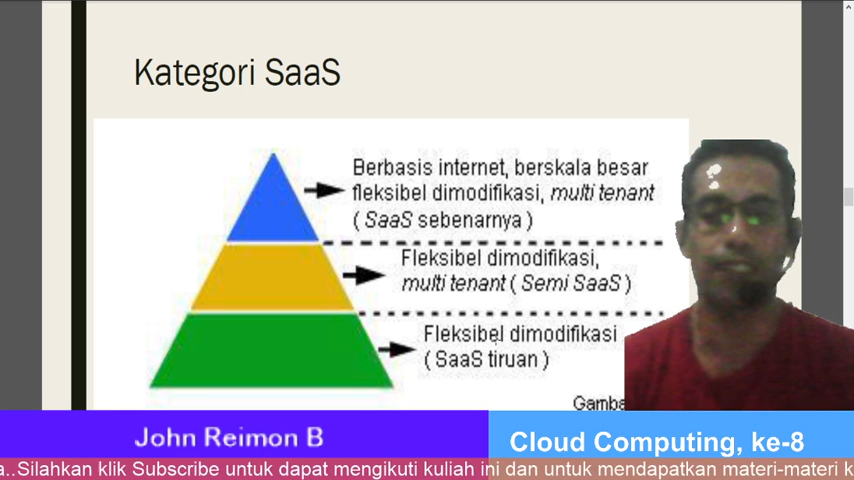 Kategori SaaS
Berbasis internet, berskala besar
fleksibel dimodifikasi, multi tenant
( SaaS sebenarnya )
Fleksibel dimodifikasi,
multi tenant ( Semi SaaS )
Fleksibel dimodifikasi
( SaaS tiruan )
John Reimon B
Cloud Computing, ke-8
Silahkan klik Subscribe untuk dapat mengikuti kuliah ini dan untuk mendapatkan materi-materi